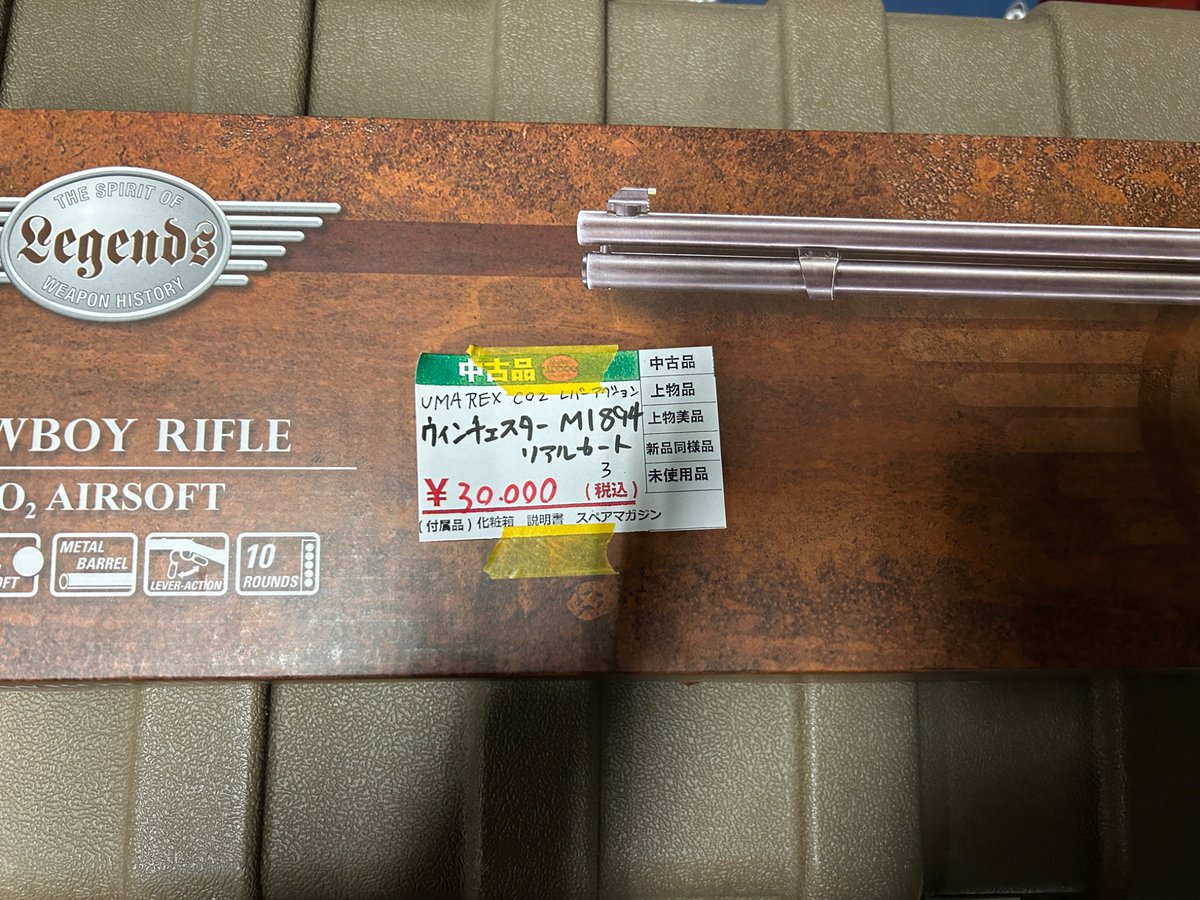 THE SPIRIT OF
Legends
WEAPON HISTORY
WBOY RIFLE
O₂ AIRSOFT
OFT
METAL
BARREL
LEVER-ACTION
10
ROUNDS
中古品
UMAREX CO2 レバーアクション
ウィンチェスター M1894
リアルカート
3
¥30.000 (税込)
(付属品) 化粧箱 説明書 スペアマガジン
中古品
上物品
上物美品
新品同様品
未使用品